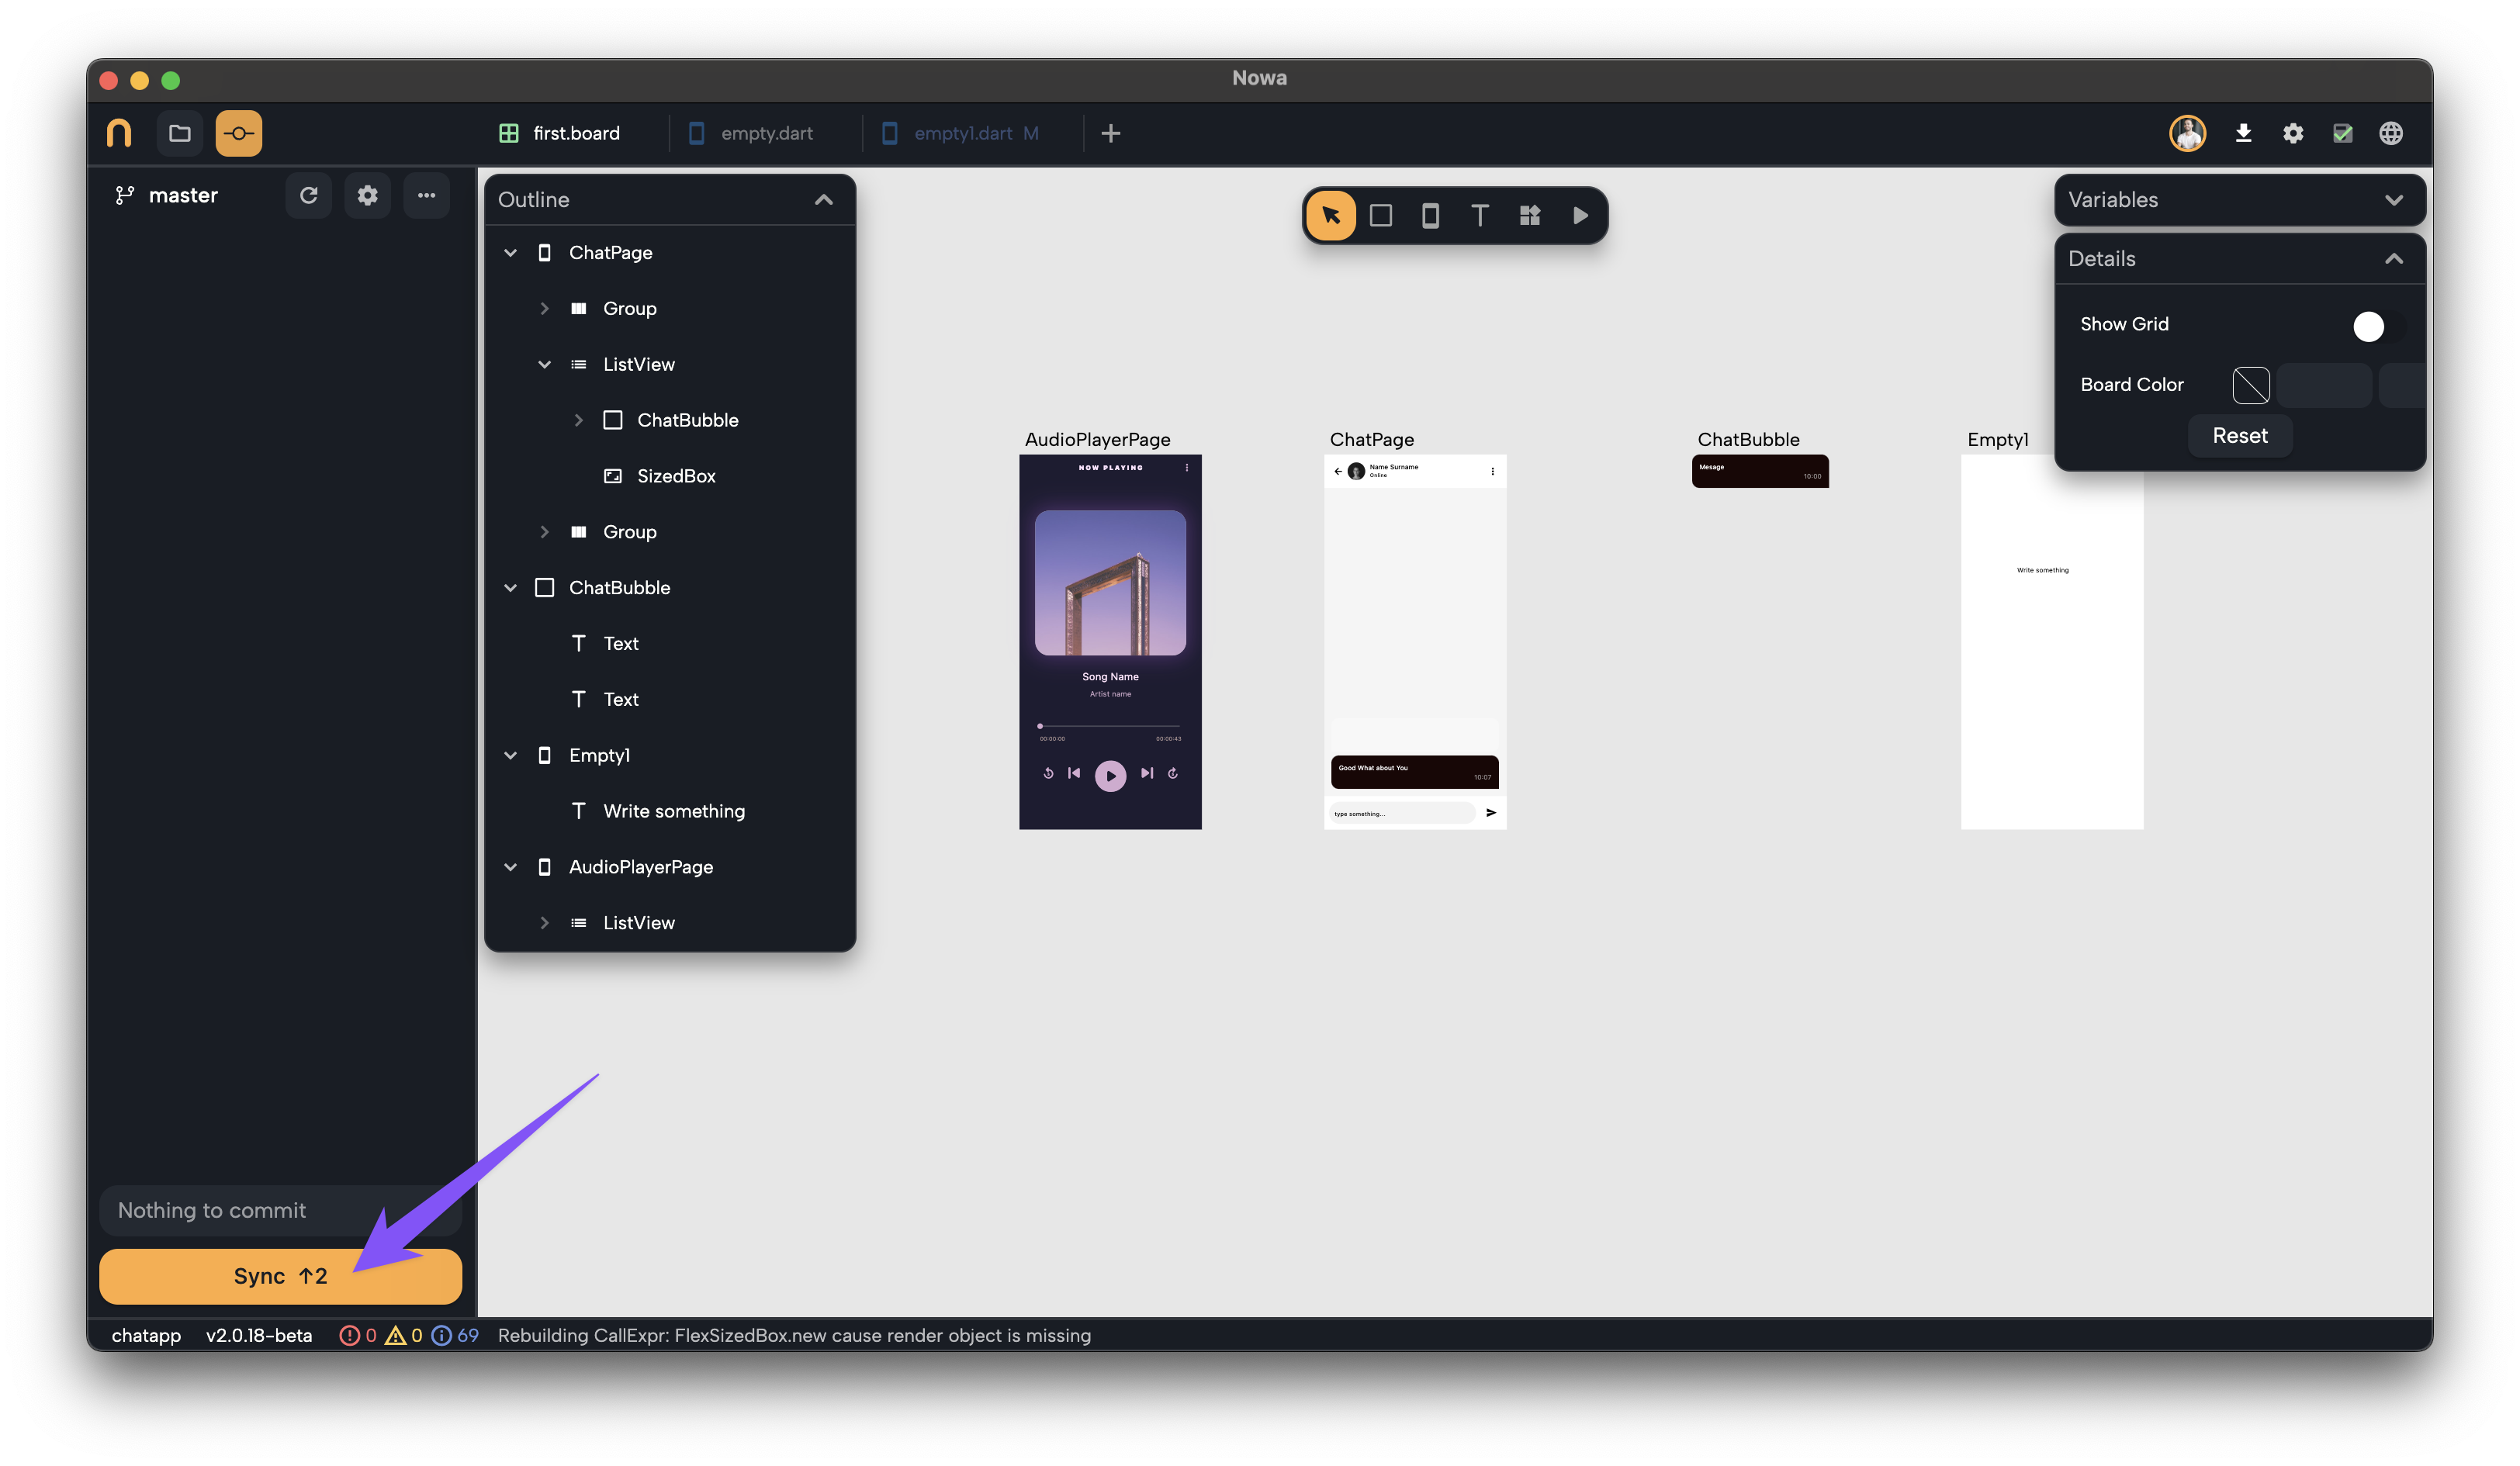 Nowa
first.board
empty.dart
empty1.dart M
master
Outline
ChatPage
Group
ListView
ChatBubble
SizedBox
Group
ChatBubble
Text
Text
Empty1
Write something
AudioPlayerPage
ListView
Variables
Details
Show Grid
Board Color
Reset
AudioPlayerPage
NOW PLAYING
Song Name
Artist name
00:00:00 00:00:43
ChatPage
Name Surname
Online
Good What about You
10:07
type something...
ChatBubble
Mesage
10:00
Empty1
Write something
Nothing to commit
Sync ↑2
chatapp v2.0.18-beta 0 0 69 Rebuilding CallExpr: FlexSizedBox.new cause render object is missing